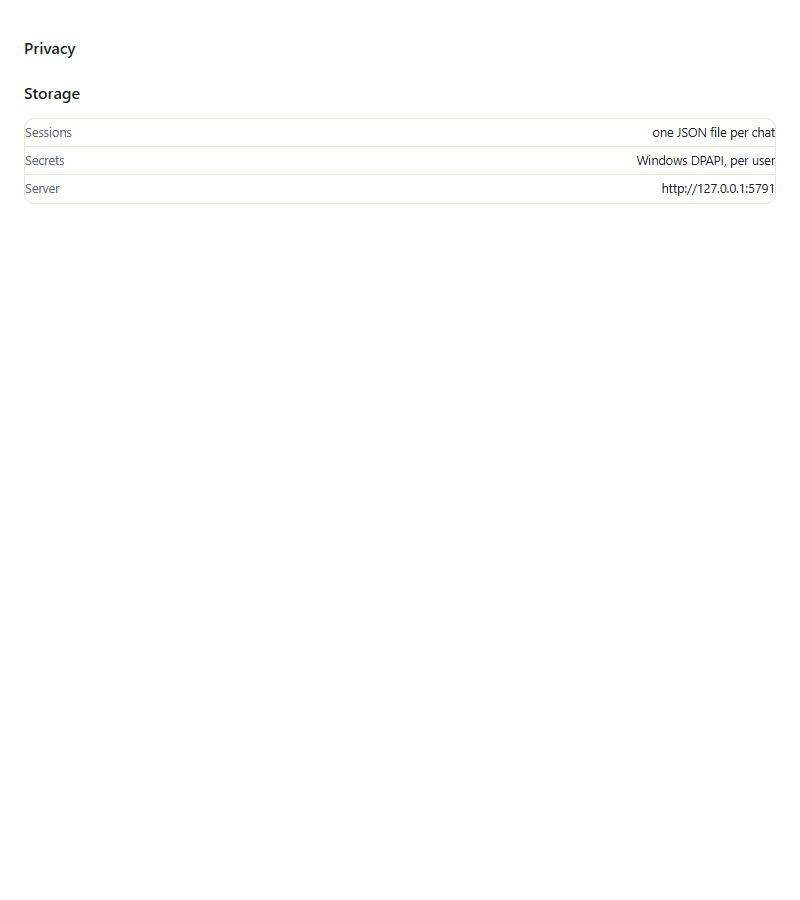 Privacy
Storage
Sessions one JSON file per chat
Secrets Windows DPAPI, per user
Server http://127.0.0.1:5791